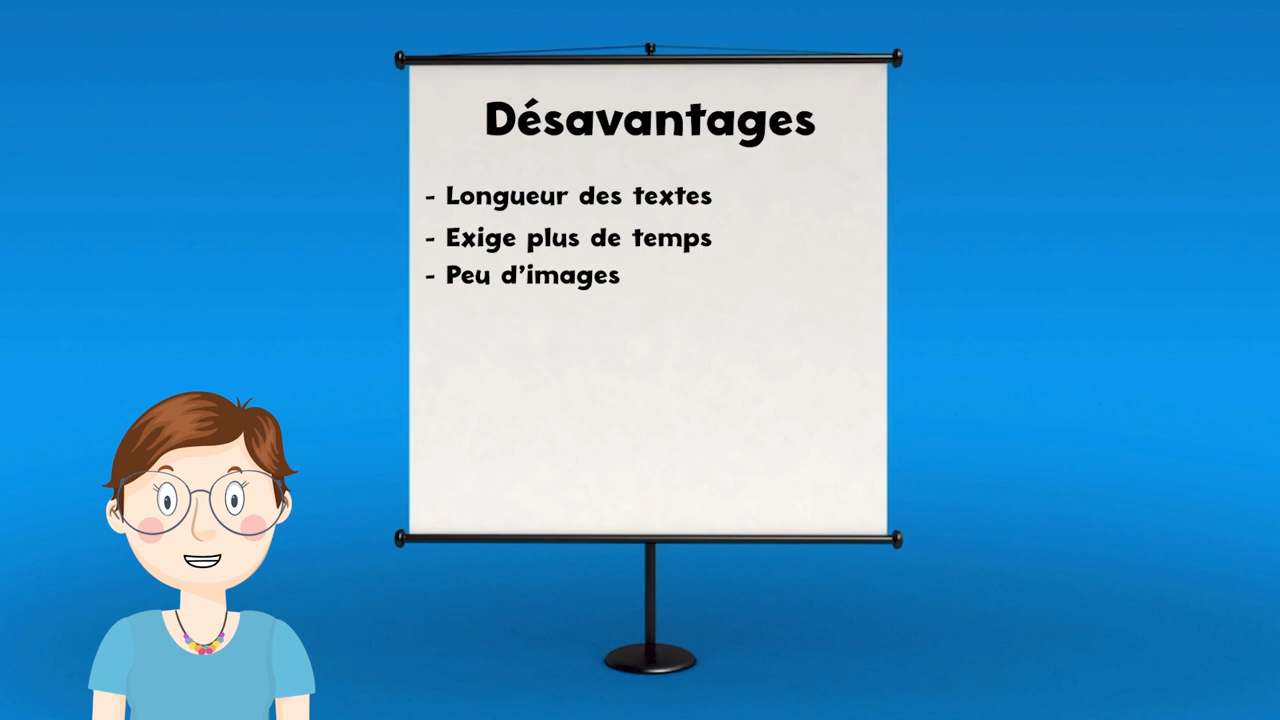 Désavantages
- Longueur des textes
- Exige plus de temps
- Peu d’images